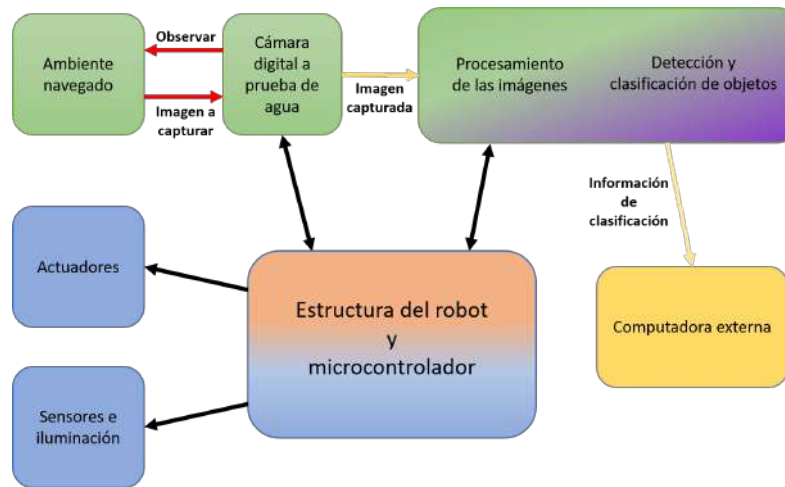 Ambiente
navegado
Observar
Imagen a
capturar
Cámara
digital a
prueba de
agua
Imagen
capturada
Procesamiento
de las imágenes
Detección y
clasificación de objetos
Información
de
clasificación
Actuadores
Estructura del robot
y
microcontrolador
Computadora externa
Sensores e
iluminación